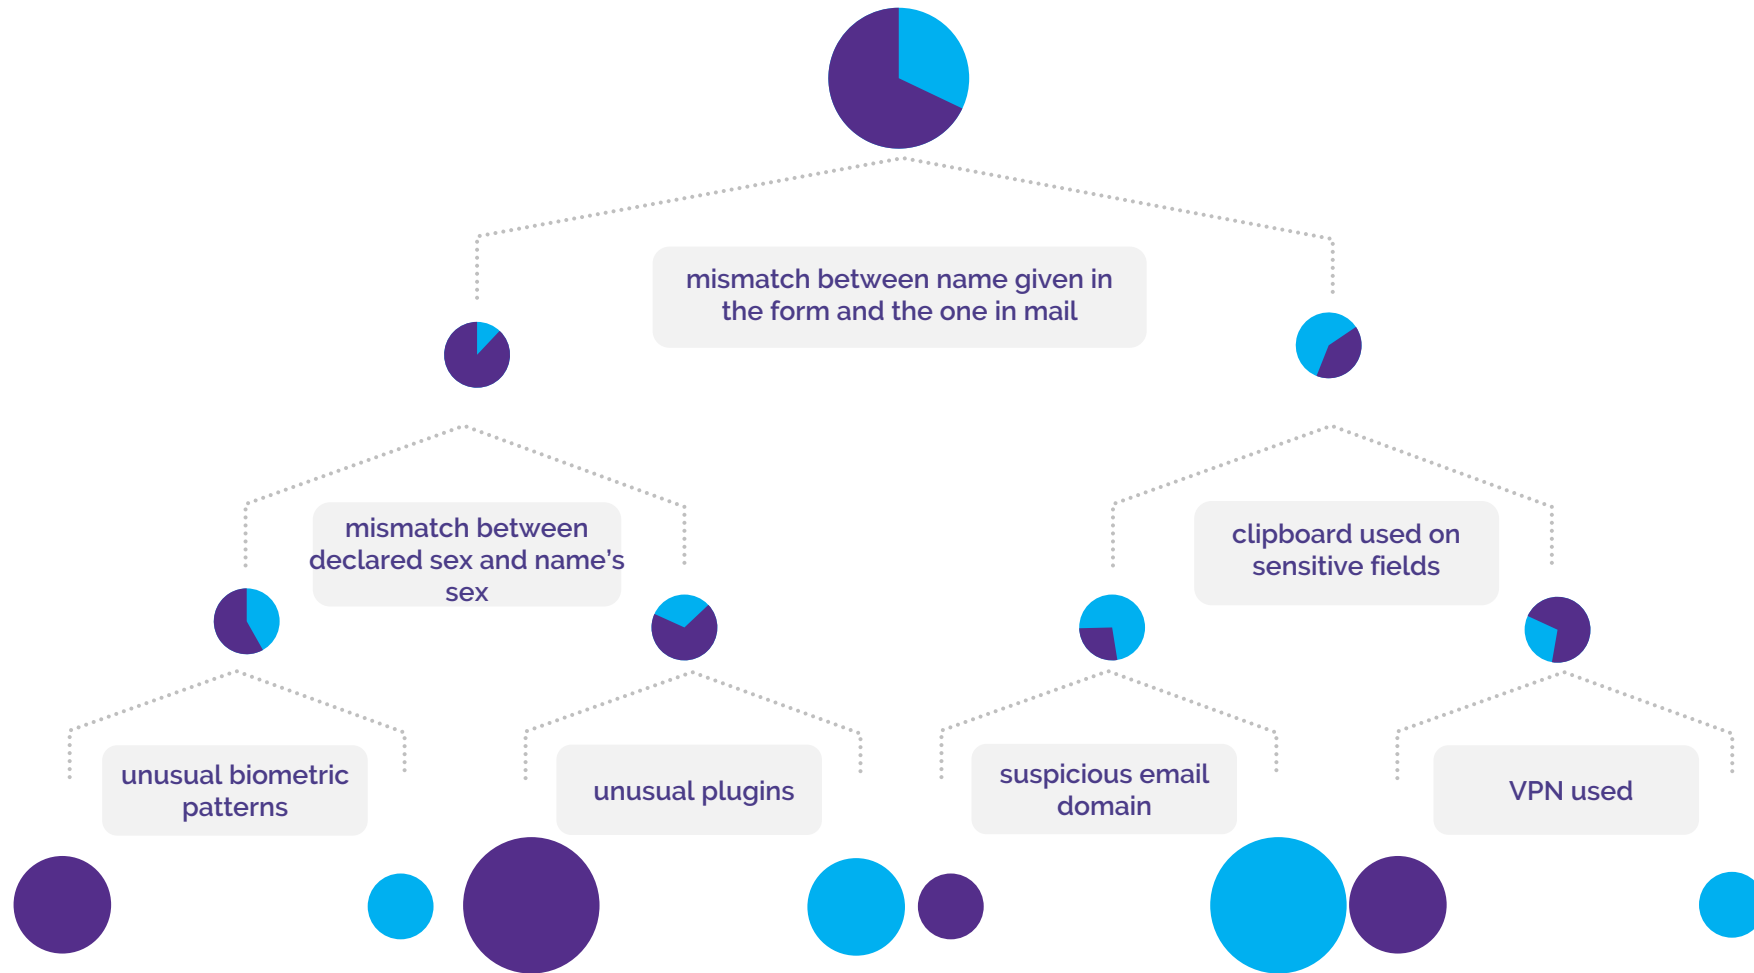 mismatch between name given in
the form and the one in mail
mismatch between
declared sex and name's
sex
clipboard used on
sensitive fields
unusual biometric
patterns
unusual plugins
suspicious email
domain
VPN used